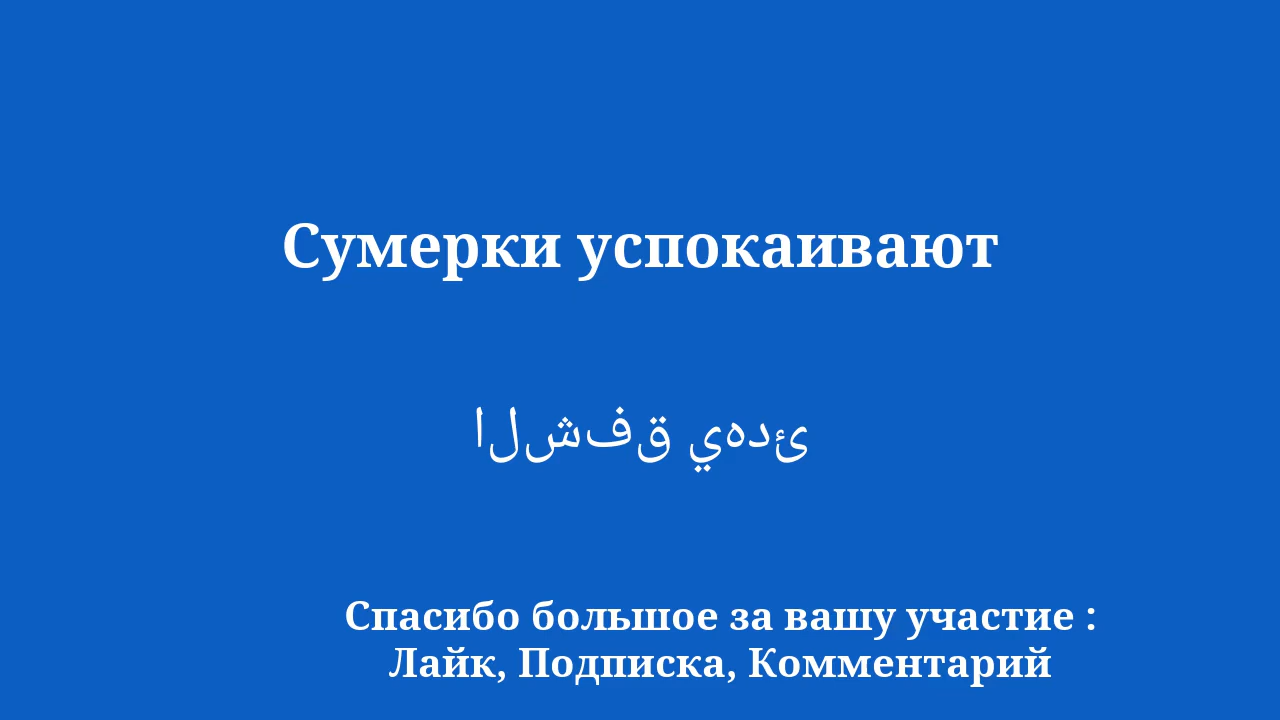 Сумерки успокаивают
الشفق يهدئ
Спасибо большое за вашу участие :
Лайк, Подписка, Комментарий